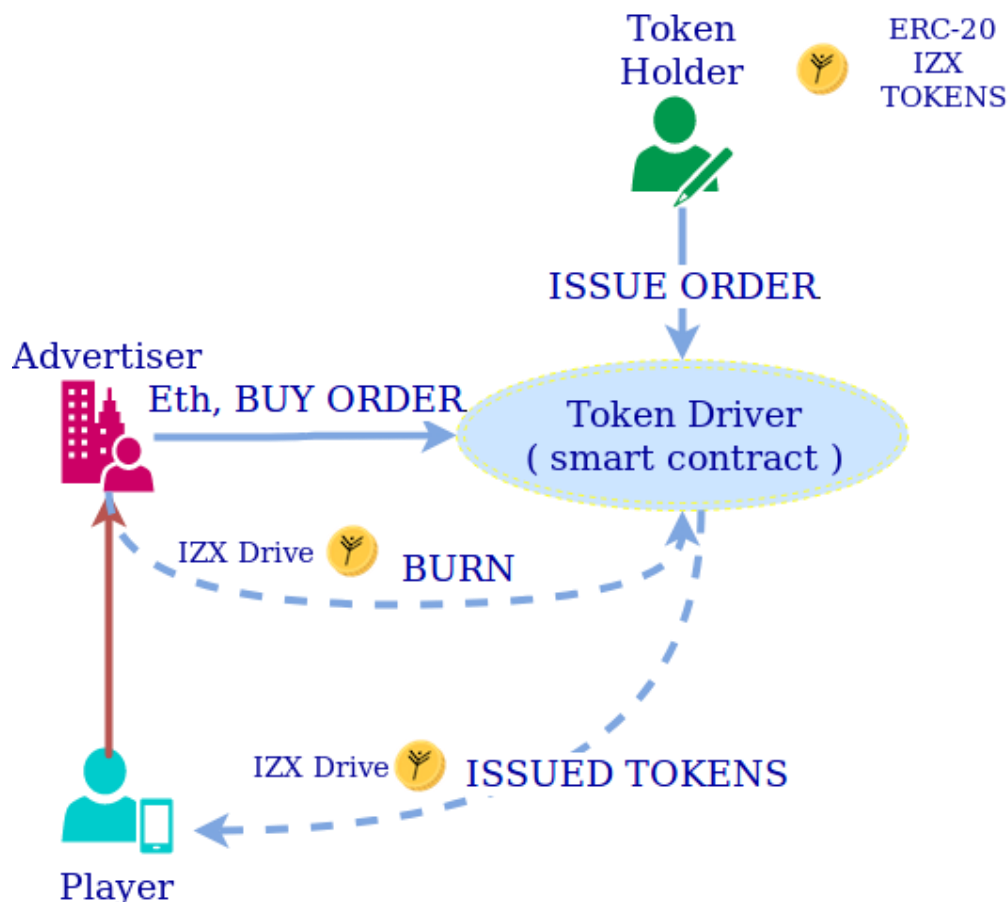 Token
Holder
ERC-20
IZX
TOKENS
ISSUE ORDER
Advertiser
Eth, BUY ORDER
Token Driver
( smart contract )
IZX Drive
BURN
IZX Drive
ISSUED TOKENS
Player